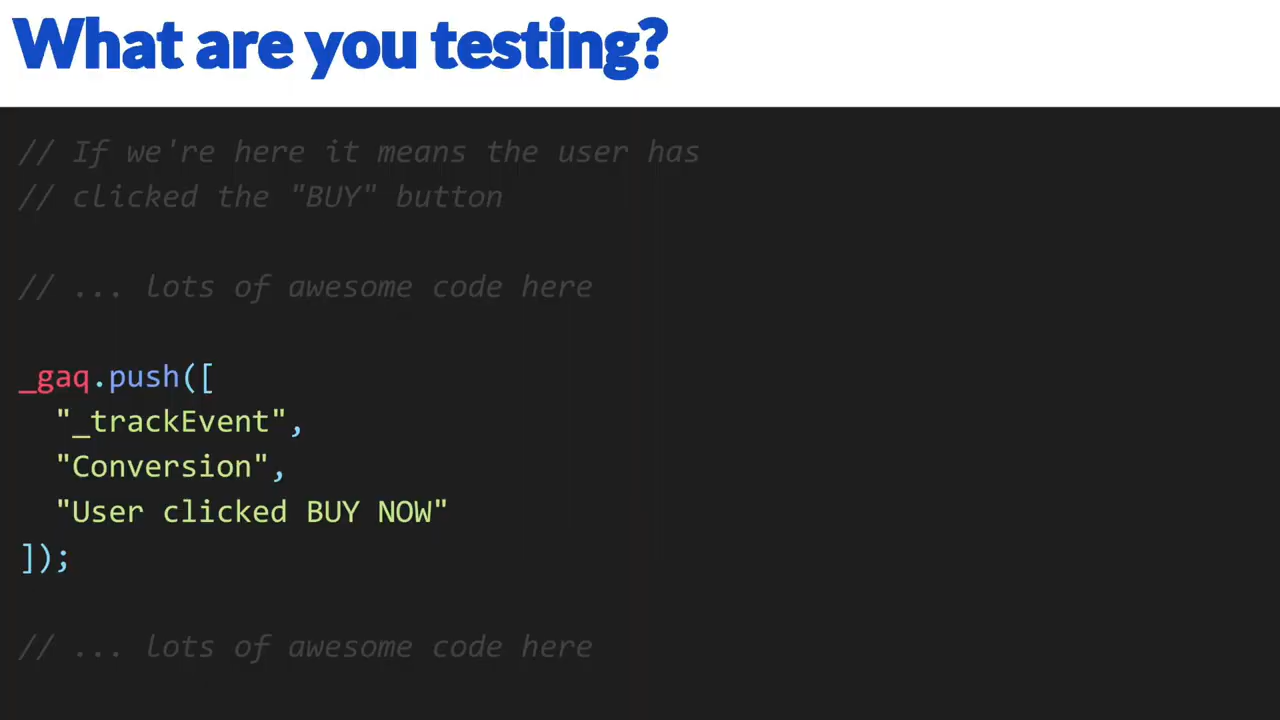 What are you testing?
// If we're here it means the user has
// clicked the "BUY" button
// ... lots of awesome code here
_gaq.push([
"_trackEvent",
"Conversion",
"User clicked BUY NOW"
]);
// ... lots of awesome code here